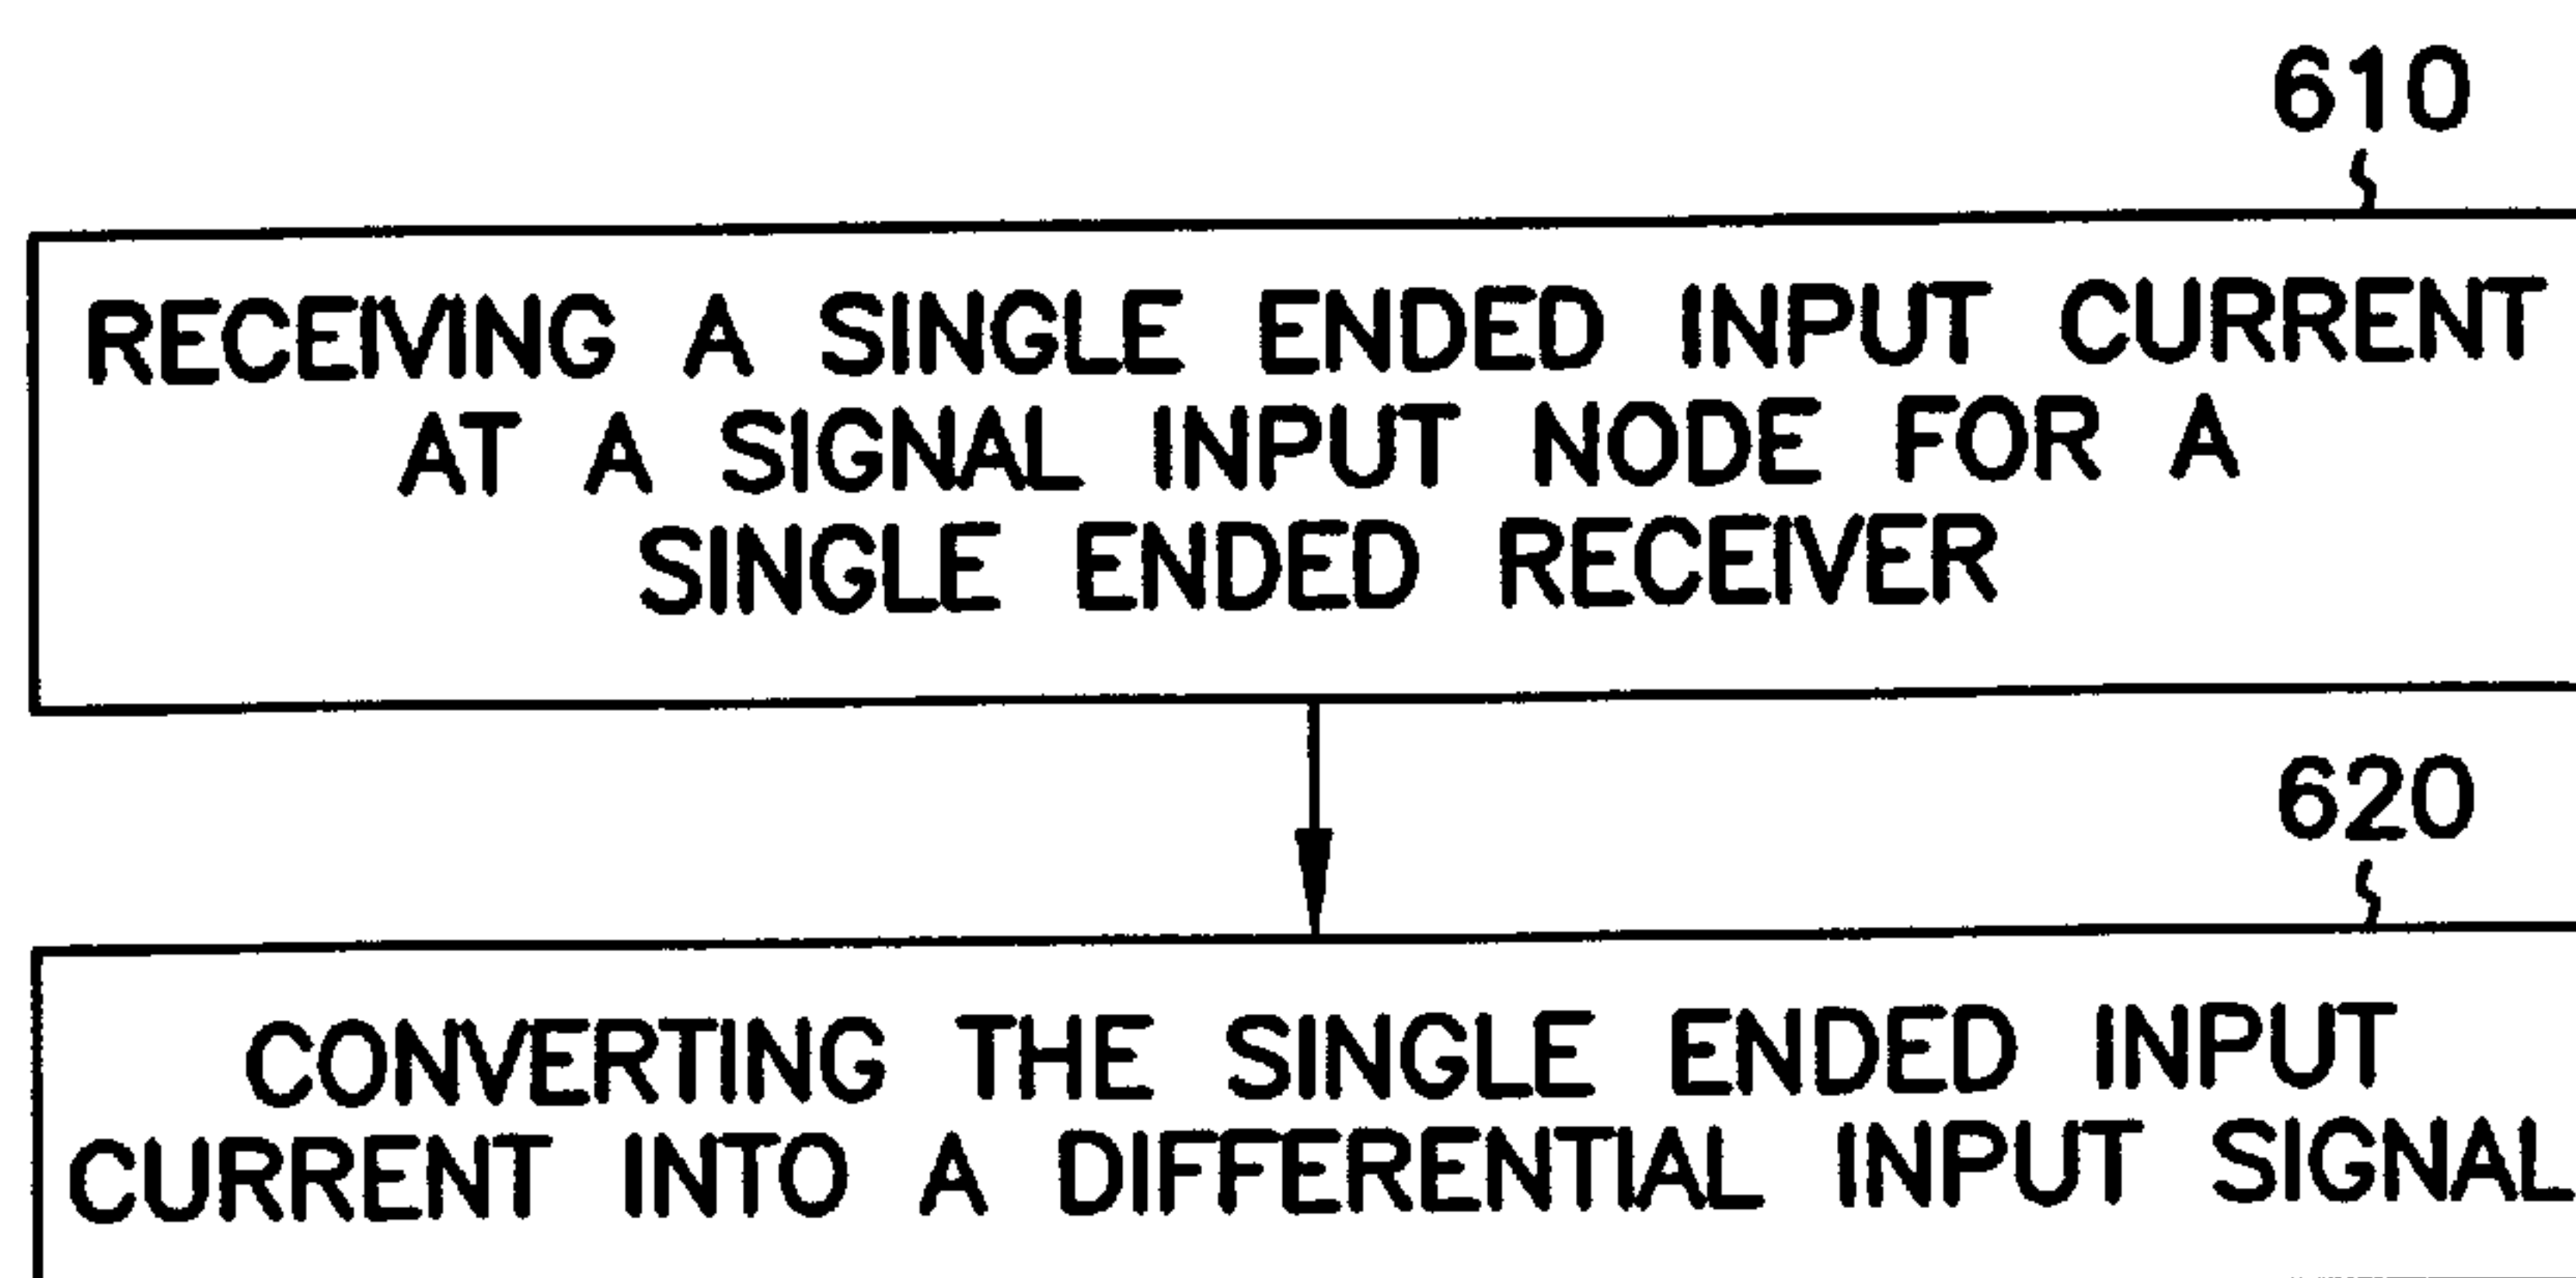 610
RECEIVING A SINGLE ENDED INPUT CURRENT
AT A SIGNAL INPUT NODE FOR A
SINGLE ENDED RECEIVER
620
CONVERTING THE SINGLE ENDED INPUT
CURRENT INTO A DIFFERENTIAL INPUT SIGNAL